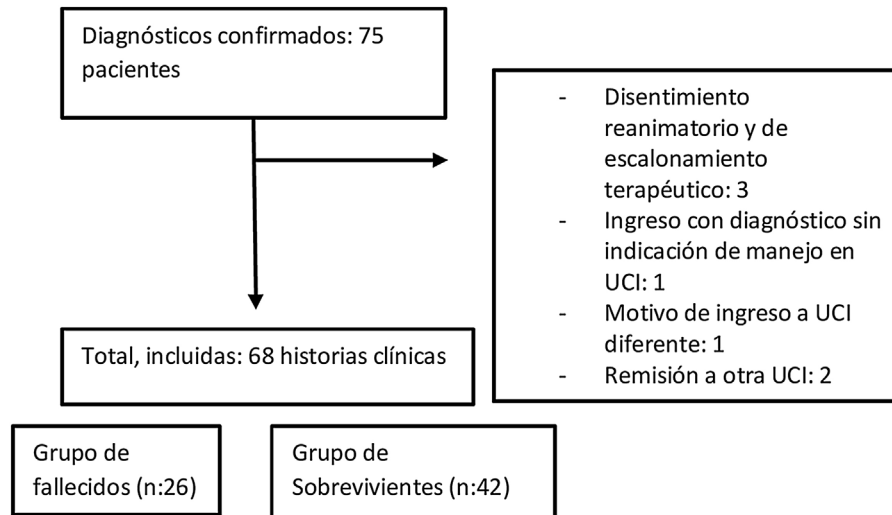 Diagnósticos confirmados: 75
pacientes
- Disentimiento
reanimatorio y de
escalonamiento
terapéutico: 3
- Ingreso con diagnóstico sin
indicación de manejo en
UCI: 1
- Motivo de ingreso a UCI
diferente: 1
- Remisión a otra UCI: 2
Total, incluidas: 68 historias clínicas
Grupo de
fallecidos (n:26)
Grupo de
Sobrevivientes (n:42)